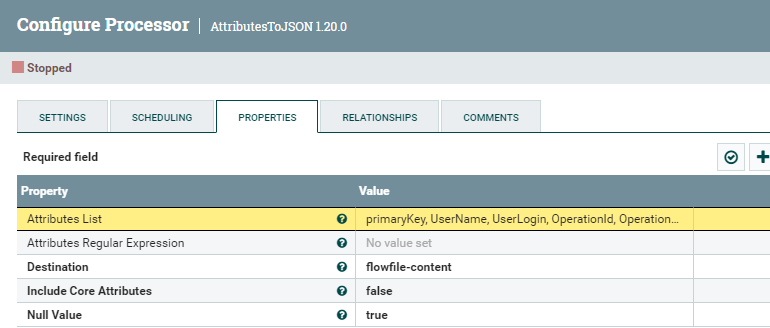 Configure Processor | AttributesToJSON 1.20.0
Stopped
SETTINGS SCHEDULING PROPERTIES RELATIONSHIPS COMMENTS
Required field
Property Value
Attributes List primaryKey, UserName, UserLogin, OperationId, Operation...
Attributes Regular Expression No value set
Destination flowfile-content
Include Core Attributes false
Null Value true